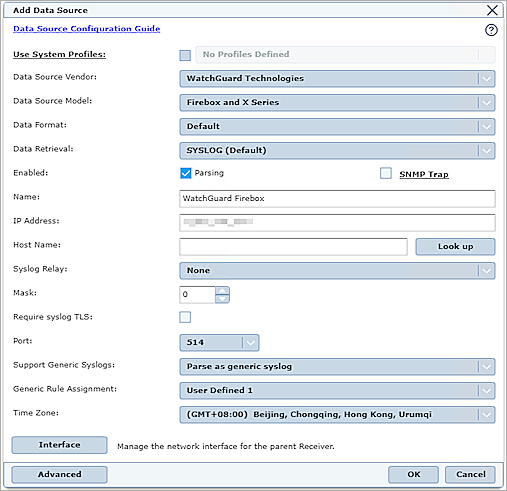 Add Data Source
Data Source Configuration Guide
Use System Profiles: No Profiles Defined
Data Source Vendor: WatchGuard Technologies
Data Source Model: Firebox and X Series
Data Format: Default
Data Retrieval: SYSLOG (Default)
Enabled: Parsing SNMP Trap
Name: WatchGuard Firebox
IP Address:
Host Name: Look up
Syslog Relay: None
Mask: 0
Require syslog TLS:
Port: 514
Support Generic Syslogs: Parse as generic syslog
Generic Rule Assignment: User Defined 1
Time Zone: (GMT+08:00) Beijing, Chongqing, Hong Kong, Urumqi
Interface Manage the network interface for the parent Receiver.
Advanced OK Cancel